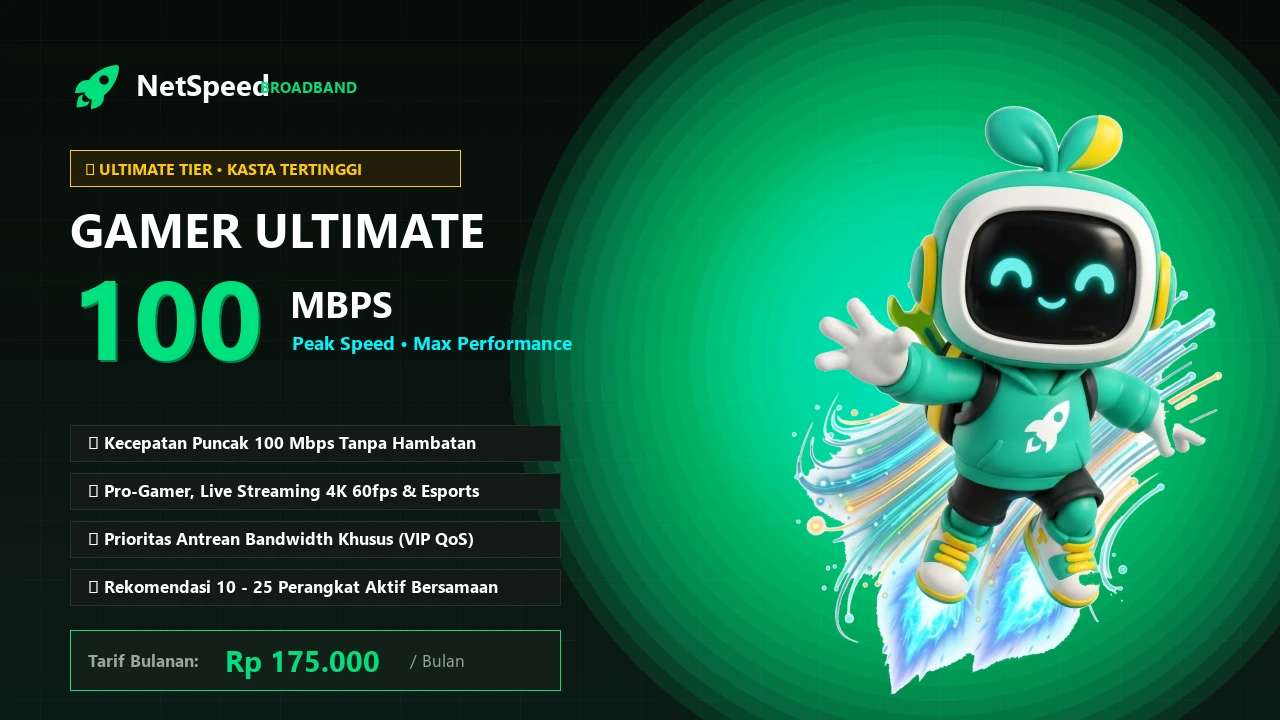 NetSpeed BROADBAND
ULTIMATE TIER • KASTA TERTINGGI
GAMER ULTIMATE
100 MBPS
Peak Speed • Max Performance
Kecepatan Puncak 100 Mbps Tanpa Hambatan
Pro-Gamer, Live Streaming 4K 60fps & Esports
Prioritas Antrean Bandwidth Khusus (VIP QoS)
Rekomendasi 10 - 25 Perangkat Aktif Bersamaan
Tarif Bulanan: Rp 175.000 / Bulan